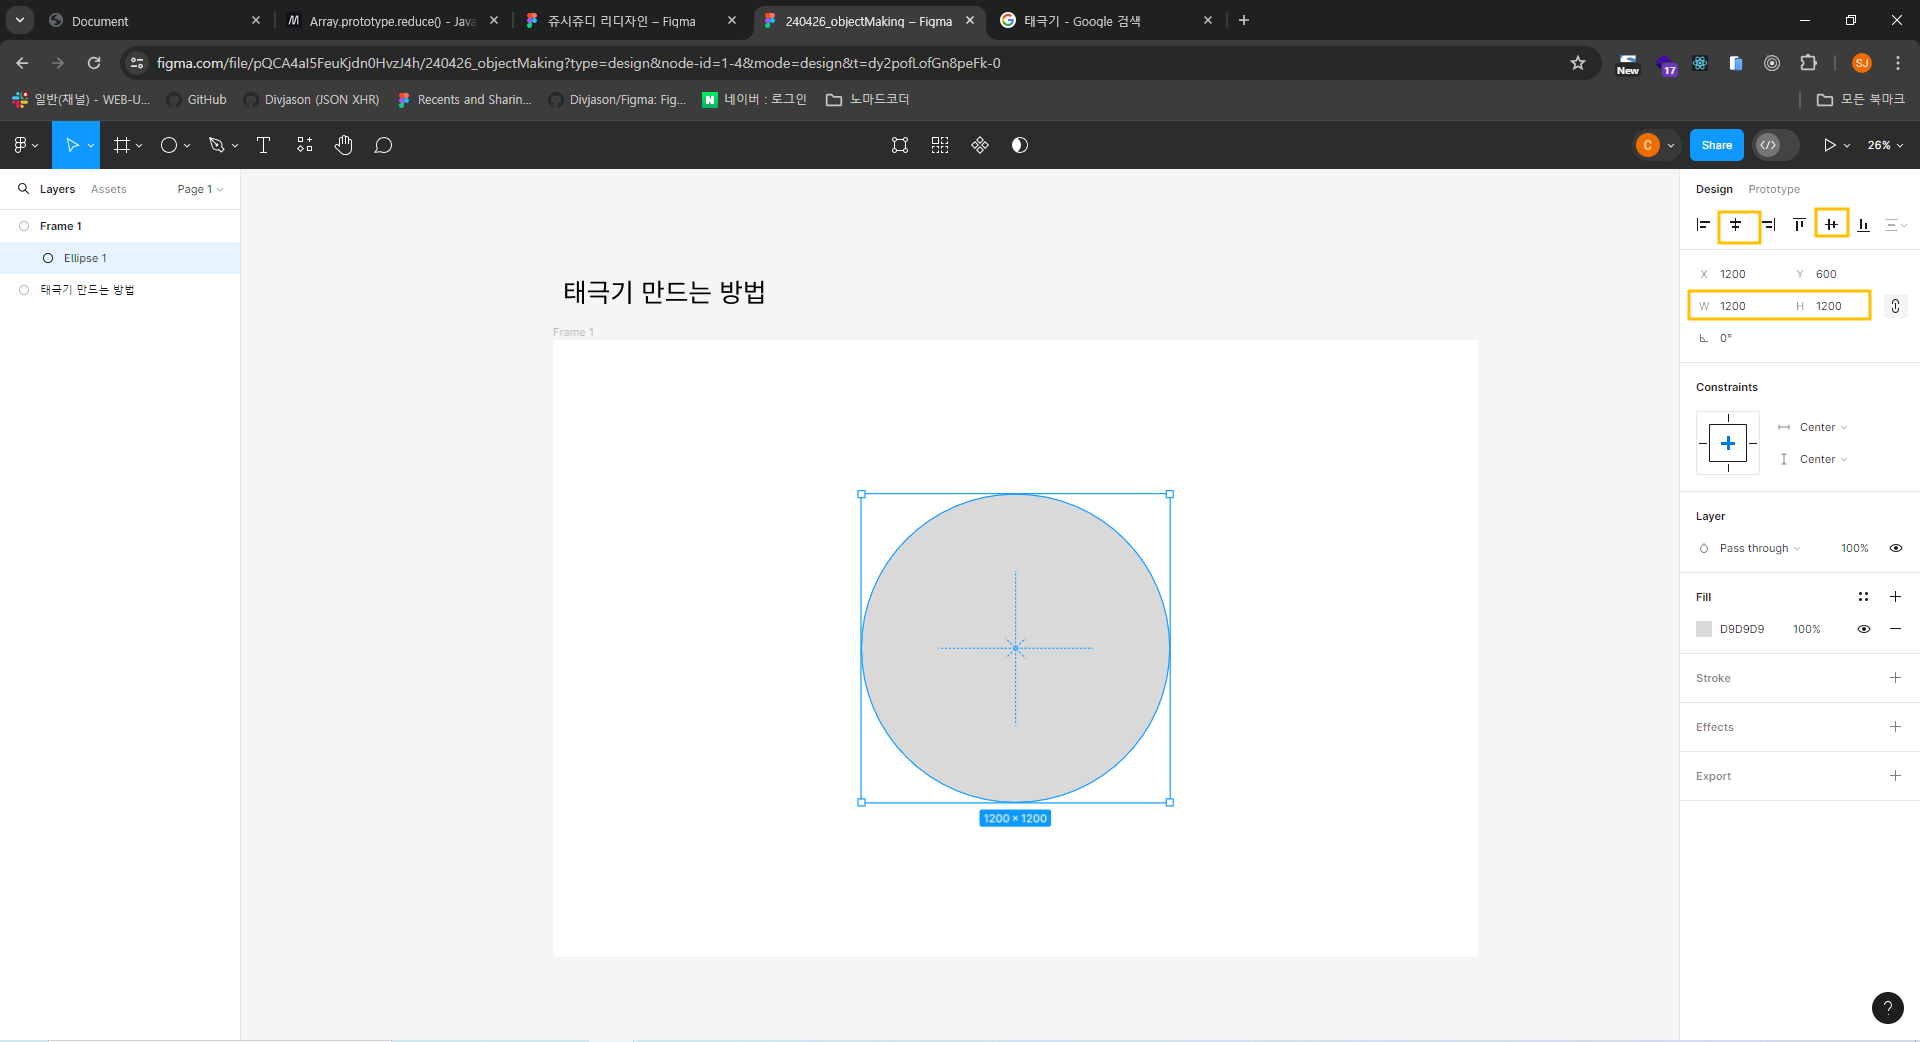 Document
Array.prototype.reduce() - Java
쥬시쥬디 리디자인 – Figma
240426_objectMaking – Figma
태극기 - Google 검색
figma.com/file/pQCA4aI5FeuKjdn0HvzJ4h/240426_objectMaking?type=design&node-id=1-4&mode=design&t=dy2pofLofGn8peFk-0
New
17
SJ
일반(채널) - WEB-U...
GitHub
Divjason (JSON XHR)
Recents and Sharin...
Divjason/Figma: Fig...
N
네이버 : 로그인
노마드코더
모든 북마크
C
Share
26%
Layers
Assets
Page 1
Design
Prototype
Frame 1
Ellipse 1
태극기 만드는 방법
태극기 만드는 방법
Frame 1
1200 × 1200
X 1200 Y 600
W 1200 H 1200
0°
Constraints
Center
Center
Layer
Pass through 100%
Fill
D9D9D9 100%
Stroke
Effects
Export
?